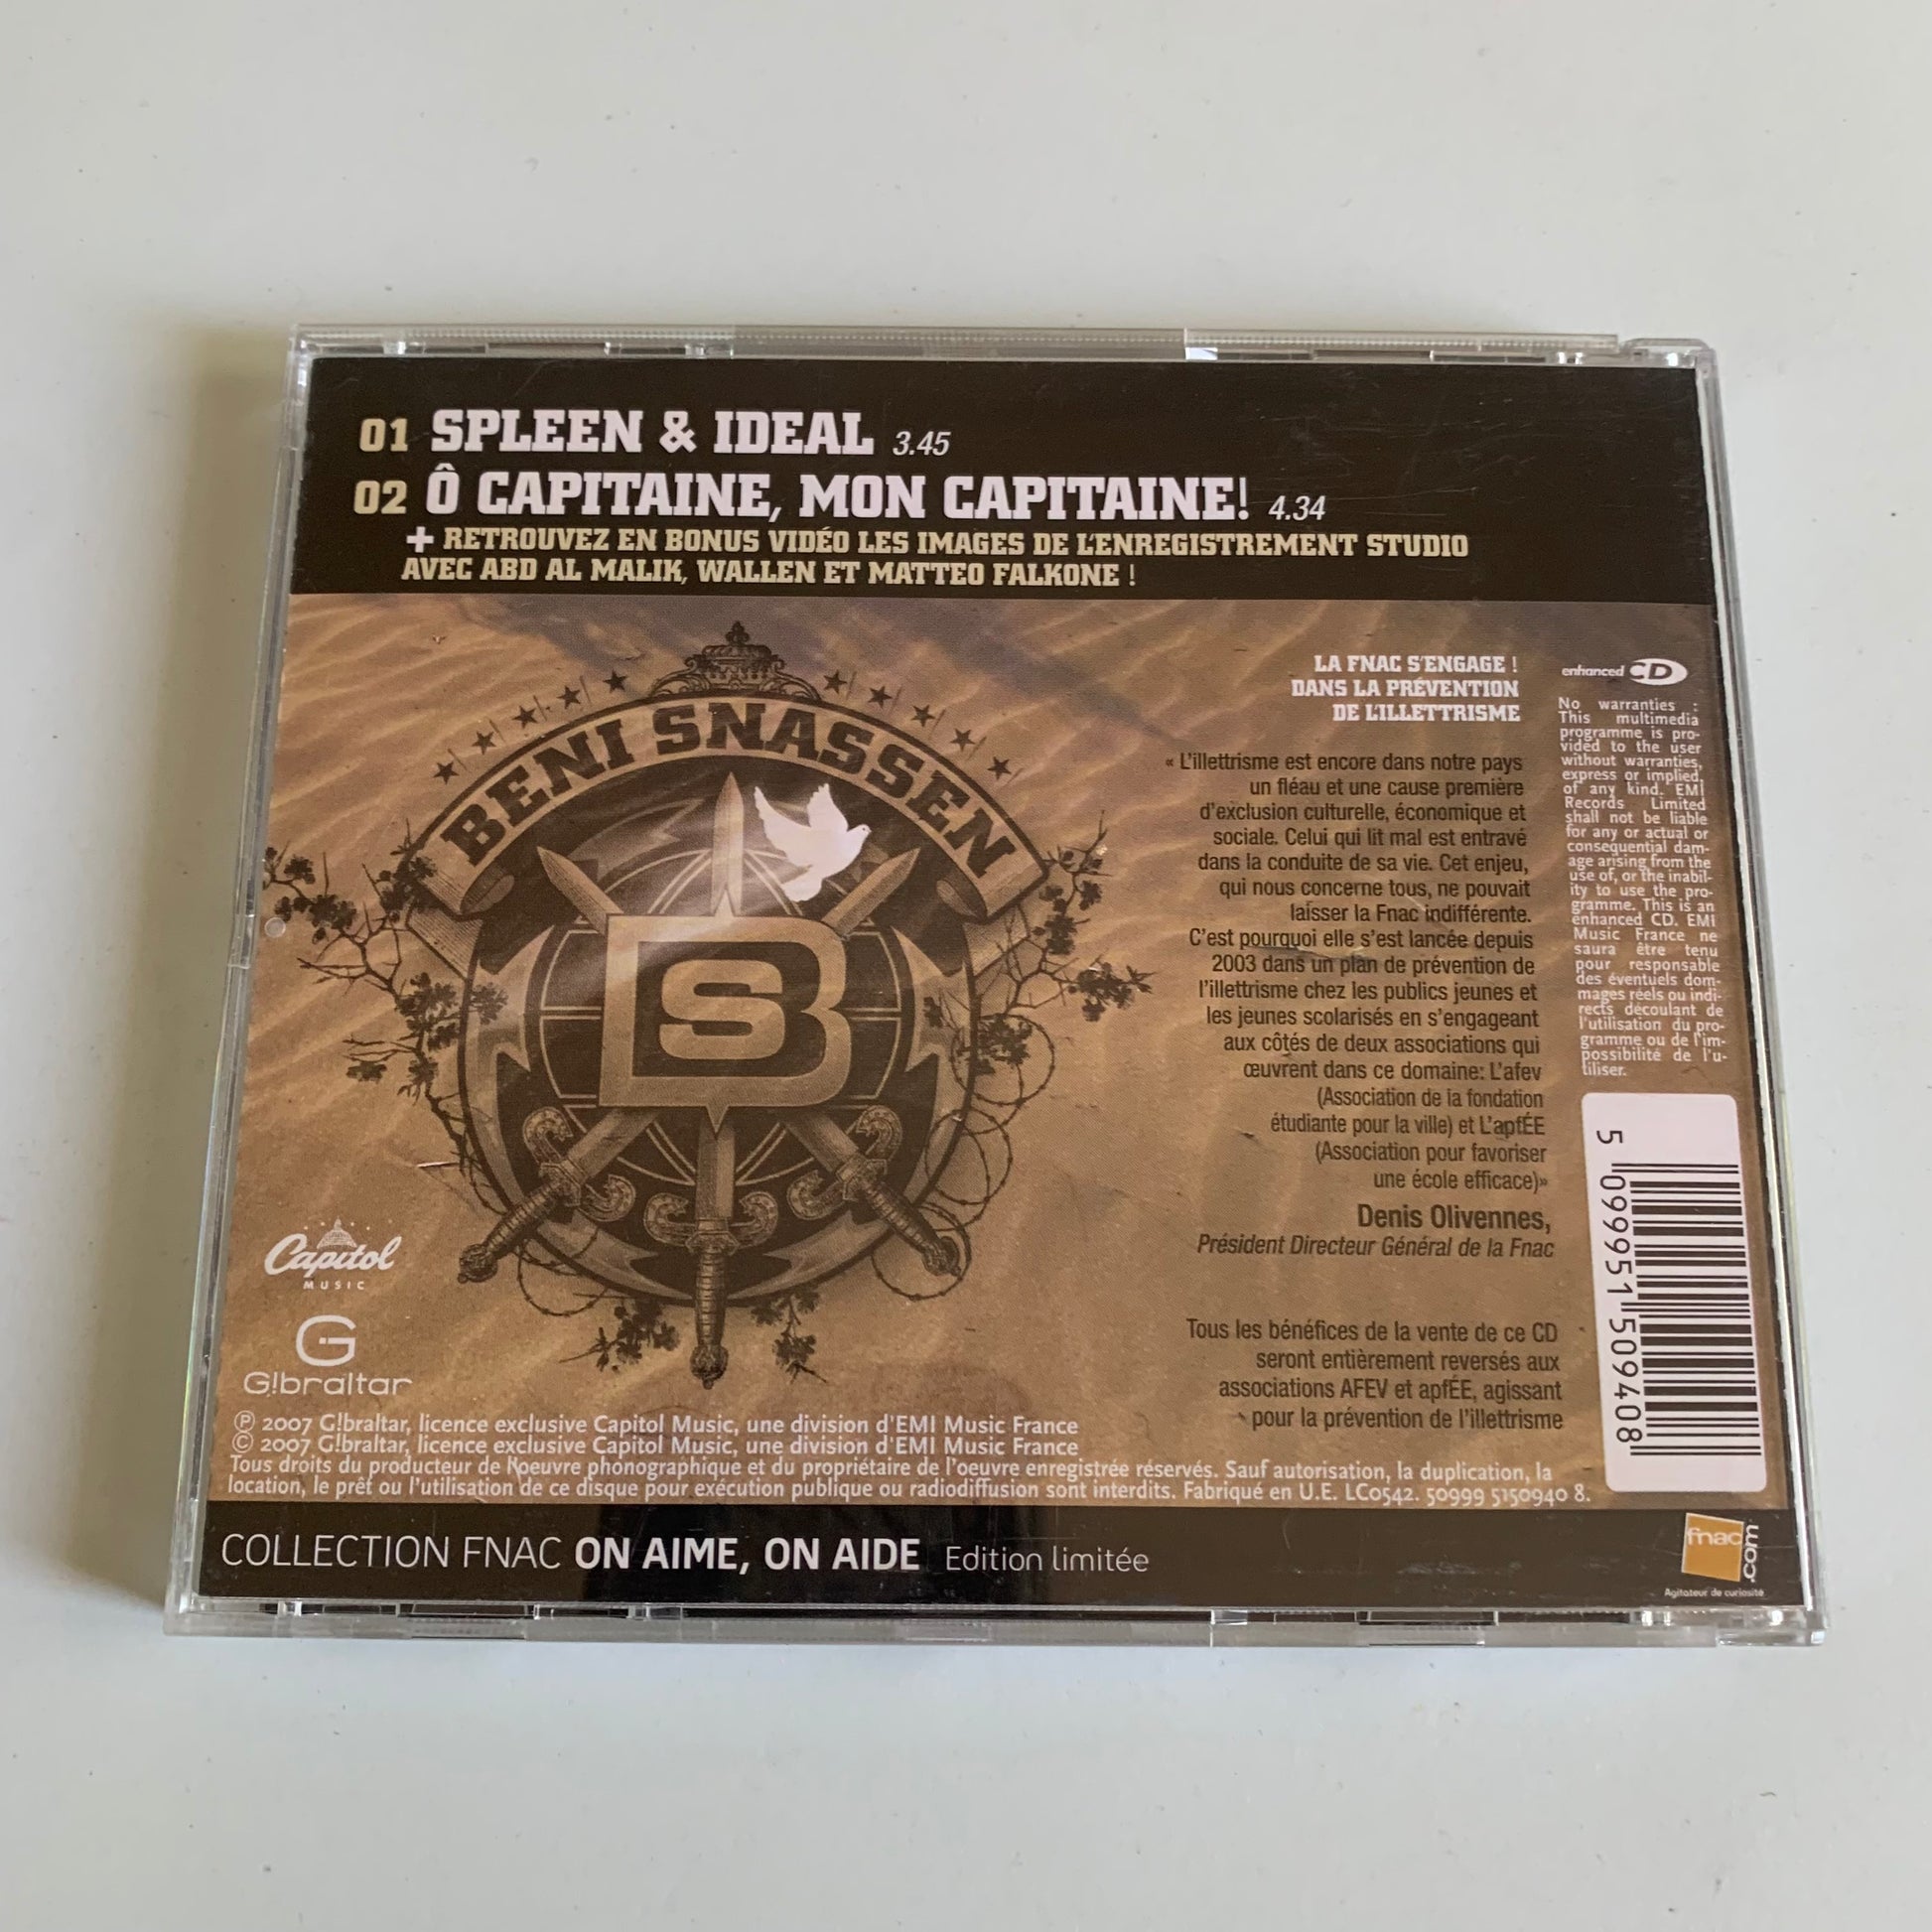 01 SPLEEN & IDEAL 3.45
02 Ô CAPITAINE, MON CAPITAINE! 4.34
+ RETROUVEZ EN BONUS VIDÉO LES IMAGES DE L'ENREGISTREMENT STUDIO
AVEC ABD AL MALIK, WALLEN ET MATTEO FALKONE !
BENI SNASSEN
BS
LA FNAC S'ENGAGE !
DANS LA PRÉVENTION
DE L'ILLETTRISME
« L'illettrisme est encore dans notre pays
un fléau et une cause première
d'exclusion culturelle, économique et
sociale. Celui qui lit mal est entravé
dans la conduite de sa vie. Cet enjeu,
qui nous concerne tous, ne pouvait
laisser la Fnac indifférente.
C'est pourquoi elle s'est lancée depuis
2003 dans un plan de prévention de
l'illettrisme chez les publics jeunes et
les jeunes scolarisés en s'engageant
aux côtés de deux associations qui
œuvrent dans ce domaine: L'afev
(Association de la fondation
étudiante pour la ville) et L'apfÉE
(Association pour favoriser
une école efficace)»
Denis Olivennes,
Président Directeur Général de la Fnac
Tous les bénéfices de la vente de ce CD
seront entièrement reversés aux
associations AFEV et apfÉE, agissant
pour la prévention de l'illettrisme
enhanced CD
No warranties :
This multimedia
programme is pro-
vided to the user
without warranties,
express or implied,
of any kind. EMI
Records Limited
shall not be liable
for any or actual or
consequential dam-
age arising from the
use of, or the inabil-
ity to use the pro-
gramme. This is an
enhanced CD. EMI
Music France ne
saura être tenu
pour responsable
des éventuels dom-
mages réels ou indi-
rects découlant de
l'utilisation du pro-
gramme ou de l'im-
possibilité de l'u-
tiliser.
5 099951 509408
Capitol
MUSIC
G
G!braltar
℗ 2007 G!braltar, licence exclusive Capitol Music, une division d'EMI Music France
© 2007 G!braltar, licence exclusive Capitol Music, une division d'EMI Music France
Tous droits du producteur de l'oeuvre phonographique et du propriétaire de l'oeuvre enregistrée réservés. Sauf autorisation, la duplication, la
location, le prêt ou l'utilisation de ce disque pour exécution publique ou radiodiffusion sont interdits. Fabriqué en U.E. LC0542. 50999 5150940 8.
COLLECTION FNAC ON AIME, ON AIDE Edition limitée
fnac.com
Agitateur de curiosité